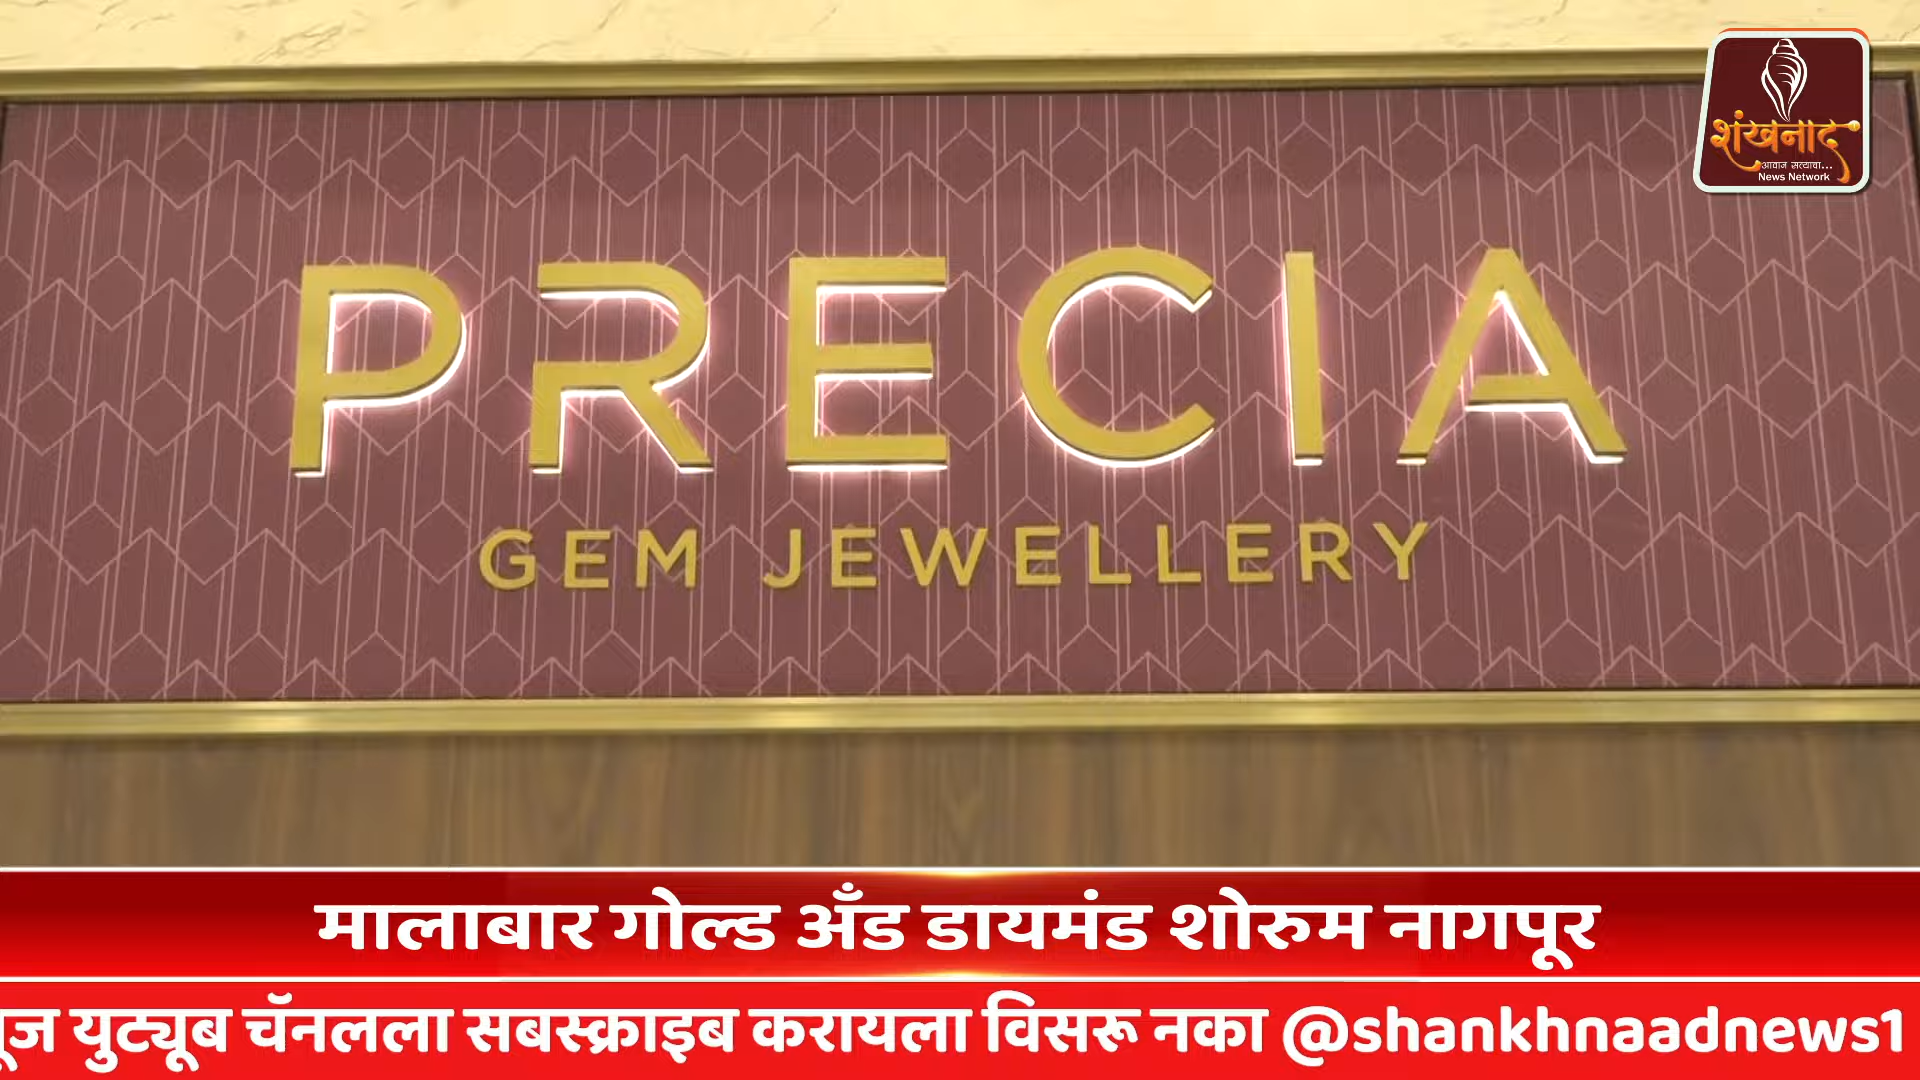 शंखनाद
आवाज सत्याचा...
News Network
PRECIA
GEM JEWELLERY
मालाबार गोल्ड अँड डायमंड शोरुम नागपूर
युट्यूब चॅनलला सबस्क्राइब करायला विसरू नका @shankhnaadnews1